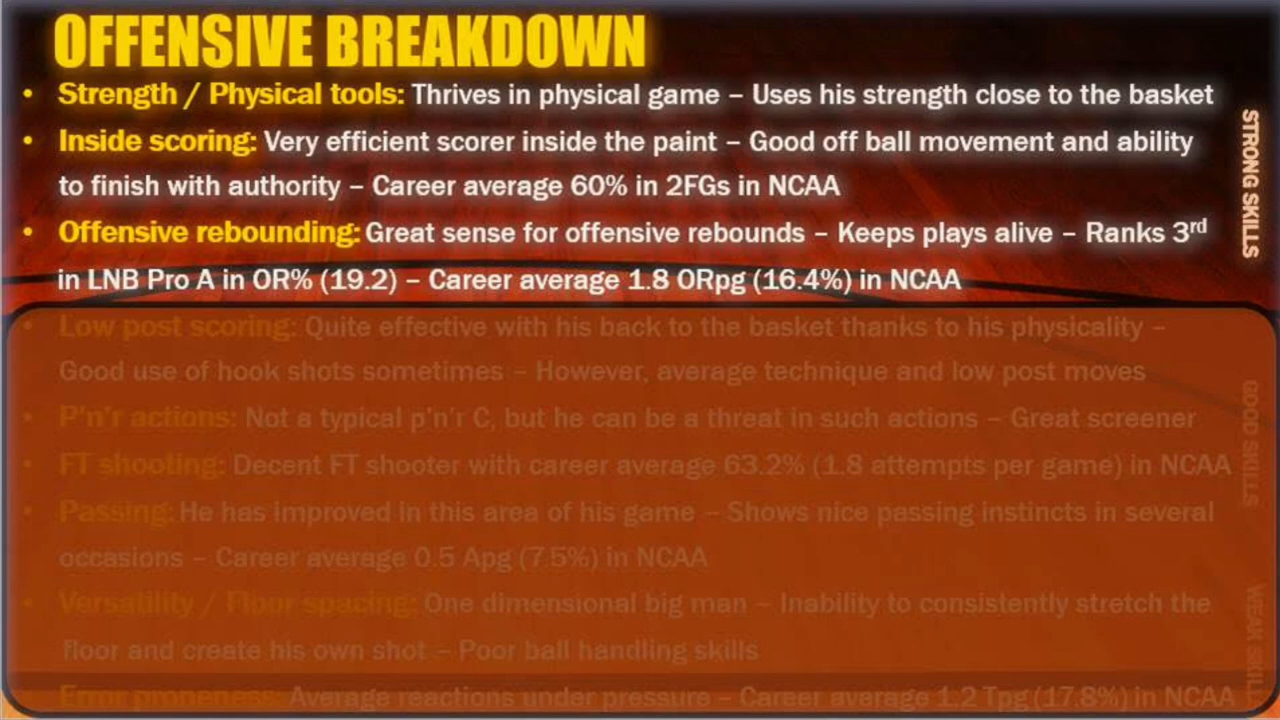 OFFENSIVE BREAKDOWN
• Strength / Physical tools: Thrives in physical game – Uses his strength close to the basket
• Inside scoring: Very efficient scorer inside the paint – Good off ball movement and ability
to finish with authority – Career average 60% in 2FGs in NCAA
• Offensive rebounding: Great sense for offensive rebounds – Keeps plays alive – Ranks 3rd
in LNB Pro A in OR% (19.2) – Career average 1.8 ORpg (16.4%) in NCAA
STRONG SKILLS
• Low post scoring: Quite effective with his back to the basket thanks to his physicality –
Good use of hook shots sometimes – However, average technique and low post moves
• P'n'r actions: Not a typical p'n'r C, but he can be a threat in such actions – Great screener
• FT shooting: Decent FT shooter with career average 63.2% (1.8 attempts per game) in NCAA
• Passing: He has improved in this area of his game – Shows nice passing instincts in several
occasions – Career average 0.5 Apg (7.5%) in NCAA
GOOD SKILLS
• Versatility / Floor spacing: One dimensional big man – Inability to consistently stretch the
floor and create his own shot – Poor ball handling skills
• Error proneness: Average reactions under pressure – Career average 1.2 Tpg (17.8%) in NCAA
WEAK SKILLS